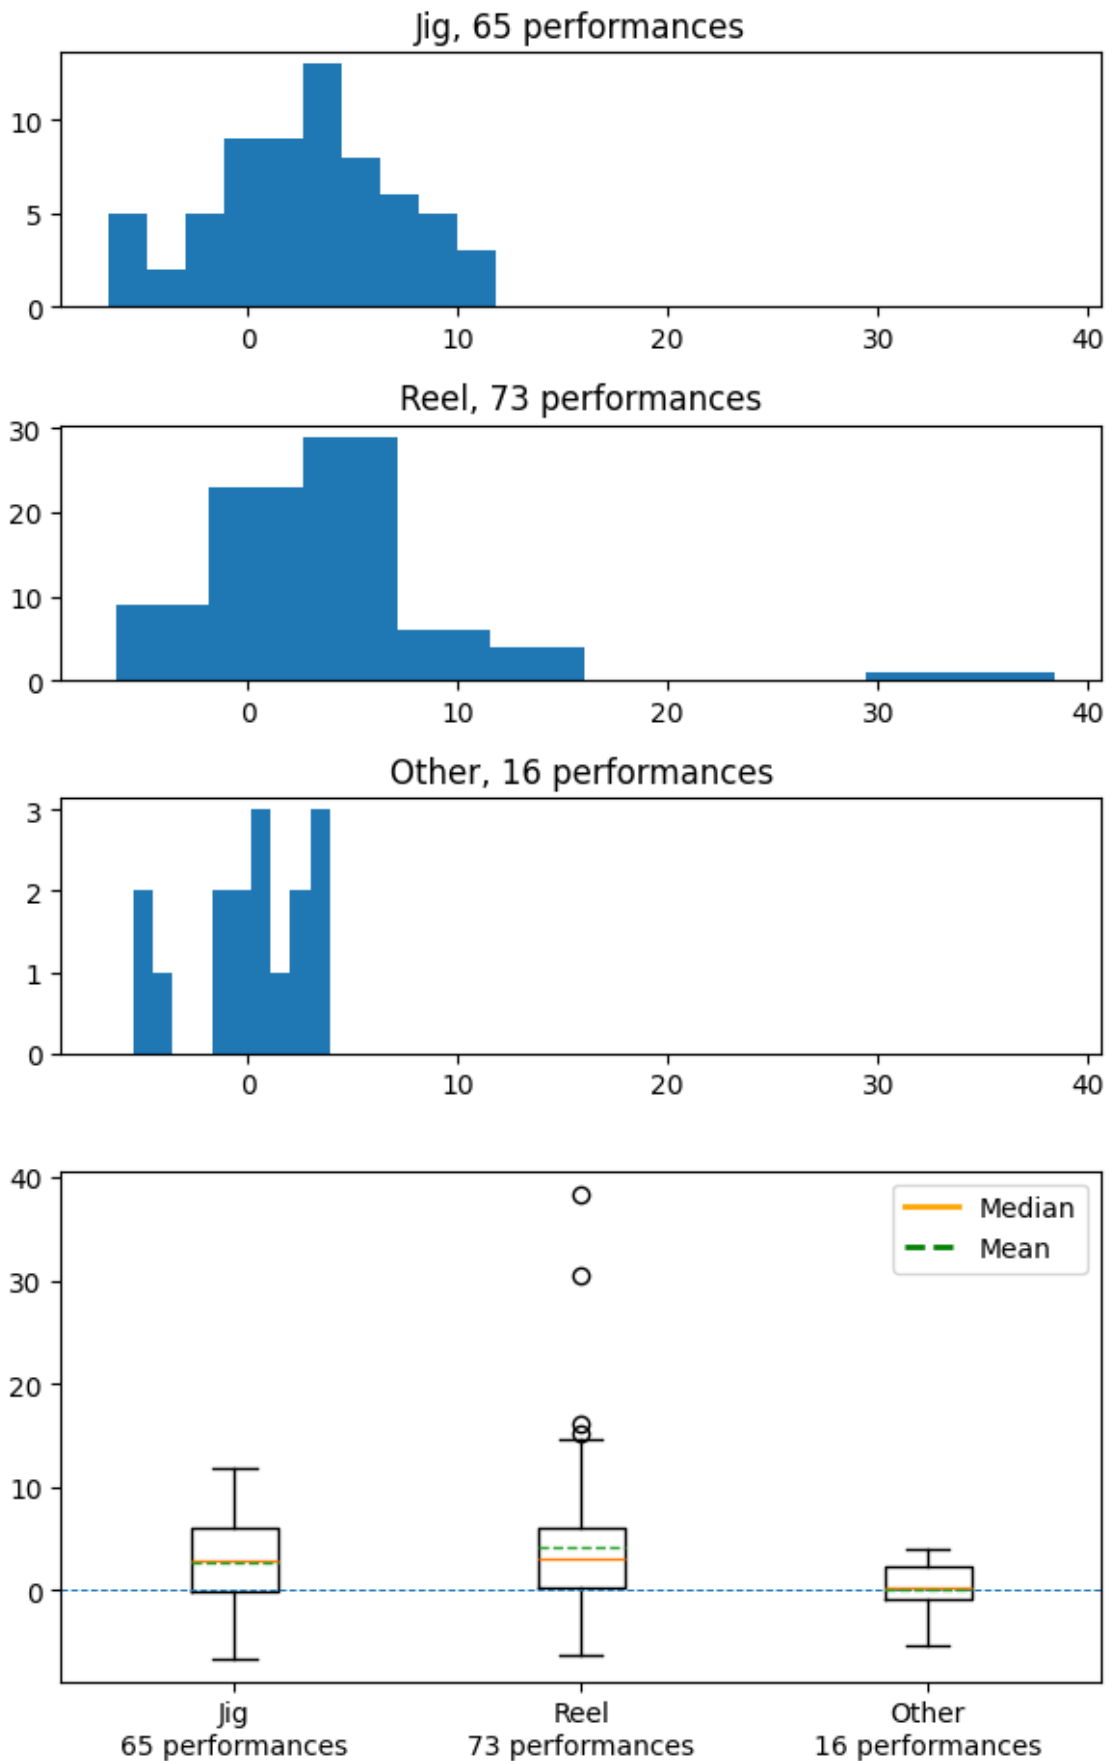 Jig, 65 performances
10
5
0
0 10 20 30 40
Reel, 73 performances
30
20
10
0
0 10 20 30 40
Other, 16 performances
3
2
1
0
0 10 20 30 40
40
30
20
10
0
Median
Mean
Jig Reel Other
65 performances 73 performances 16 performances